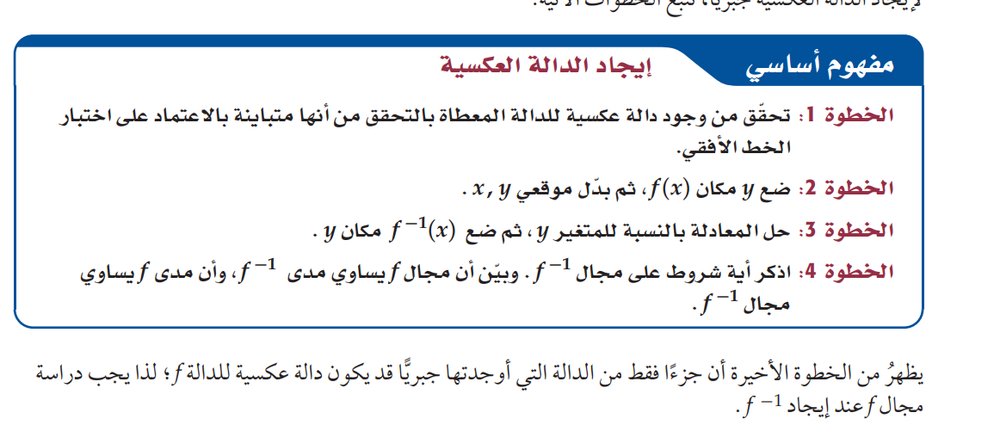 لإيجاد الدالة العكسية جبريًّا، نتبع الخطوات الآتية:
مفهوم أساسي
إيجاد الدالة العكسية
الخطوة 1: تحقّق من وجود دالة عكسية للدالة المعطاة بالتحقق من أنها متباينة بالاعتماد على اختبار
الخط الأفقي.
الخطوة 2: ضع y مكان f(x)، ثم بدّل موقعي x, y .
الخطوة 3: حل المعادلة بالنسبة للمتغير y ، ثم ضع f⁻¹(x) مكان y .
الخطوة 4: اذكر أية شروط على مجال f⁻¹ . وبيّن أن مجال f يساوي مدى f⁻¹ ، وأن مدى f يساوي
مجال f⁻¹ .
يظهرُ من الخطوة الأخيرة أن جزءًا فقط من الدالة التي أوجدتها جبريًّا قد يكون دالة عكسية للدالة f ؛ لذا يجب دراسة
مجال f عند إيجاد f⁻¹ .